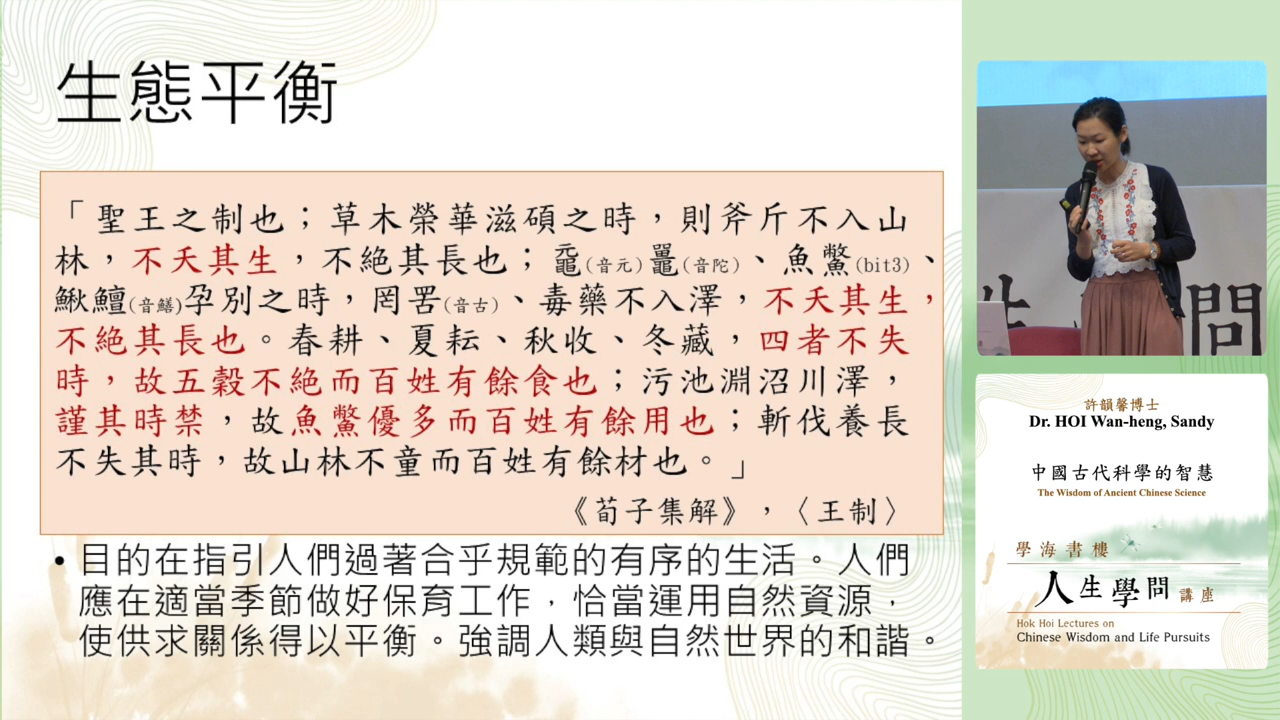 生態平衡
「聖王之制也；草木榮華滋碩之時，則斧斤不入山
林，不夭其生，不絕其長也；黿(音元)鼉(音陀)、魚鱉(bit3)、
鰍鱣(音鱔)孕別之時，罔罟(音古)、毒藥不入澤，不夭其生，
不絕其長也。春耕、夏耘、秋收、冬藏，四者不失
時，故五穀不絕而百姓有餘食也；污池淵沼川澤，
謹其時禁，故魚鱉優多而百姓有餘用也；斬伐養長
不失其時，故山林不童而百姓有餘材也。」
《荀子集解》，〈王制〉
• 目的在指引人們過著合乎規範的有序的生活。人們
應在適當季節做好保育工作，恰當運用自然資源，
使供求關係得以平衡。強調人類與自然世界的和諧。
問
許韻馨博士
Dr. HOI Wan-heng, Sandy
中國古代科學的智慧
The Wisdom of Ancient Chinese Science
學海書樓
人生學問講座
Hok Hoi Lectures on
Chinese Wisdom and Life Pursuits